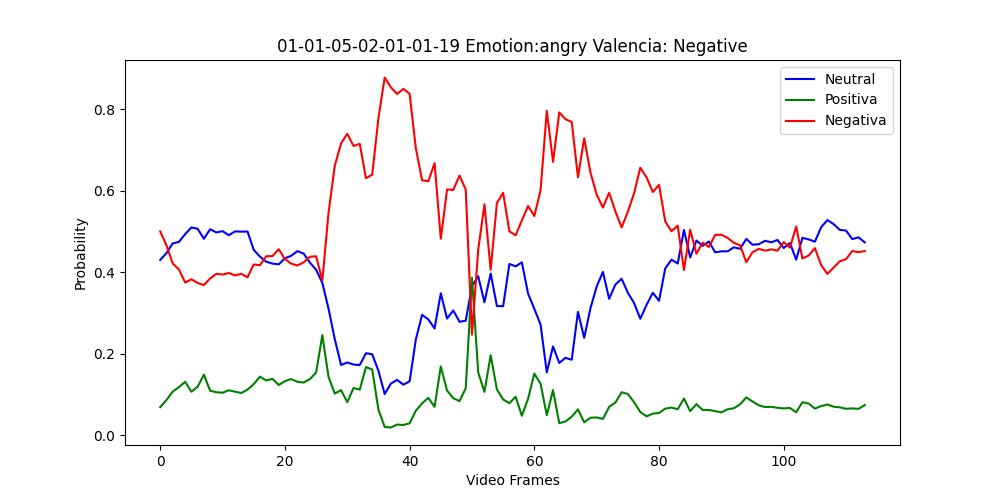 01-01-05-02-01-01-19 Emotion:angry Valencia: Negative
Neutral
Positiva
Negativa
Probability
0.8
0.6
0.4
0.2
0.0
0 20 40 60 80 100
Video Frames